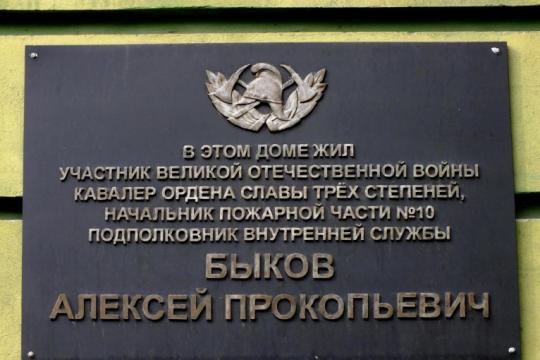 В ЭТОМ ДОМЕ ЖИЛ
УЧАСТНИК ВЕЛИКОЙ ОТЕЧЕСТВЕННОЙ ВОЙНЫ
КАВАЛЕР ОРДЕНА СЛАВЫ ТРЁХ СТЕПЕНЕЙ,
НАЧАЛЬНИК ПОЖАРНОЙ ЧАСТИ №10
ПОДПОЛКОВНИК ВНУТРЕННЕЙ СЛУЖБЫ
БЫКОВ
АЛЕКСЕЙ ПРОКОПЬЕВИЧ